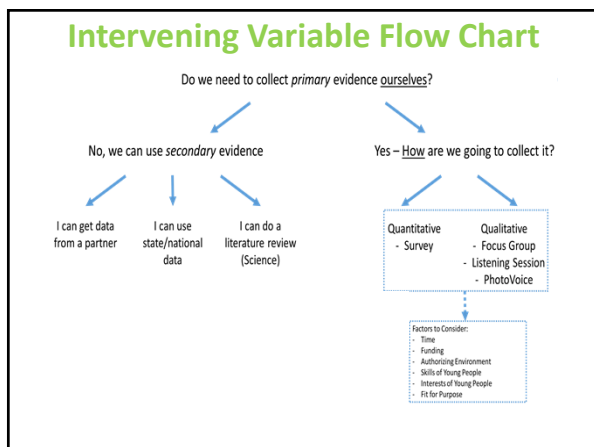 Intervening Variable Flow Chart
Do we need to collect primary evidence ourselves?
No, we can use secondary evidence
Yes – How are we going to collect it?
I can get data
from a partner
I can use
state/national
data
I can do a
literature review
(Science)
Quantitative
- Survey
Qualitative
- Focus Group
- Listening Session
- PhotoVoice
Factors to Consider:
- Time
- Funding
- Authorizing Environment
- Skills of Young People
- Interests of Young People
- Fit for Purpose